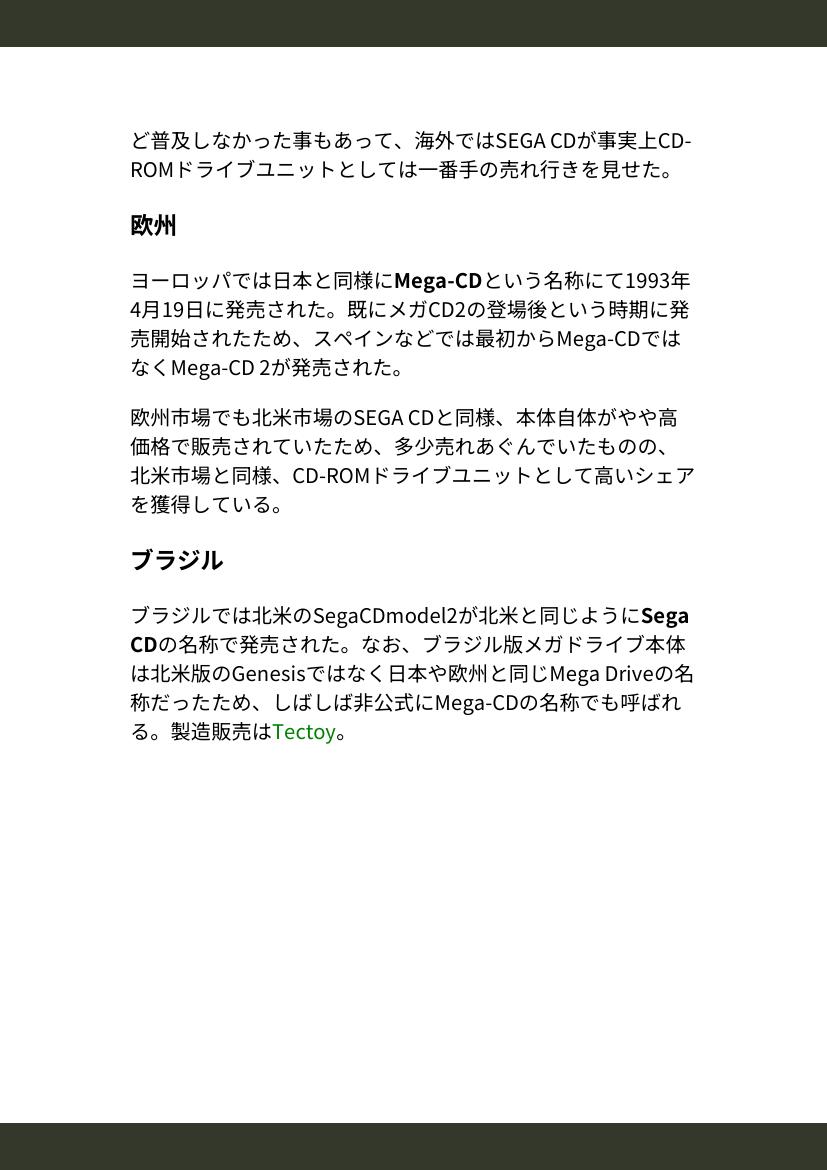 ど普及しなかった事もあって、海外ではSEGA CDが事実上CD-
ROMドライブユニットとしては一番手の売れ行きを見せた。
欧州
ヨーロッパでは日本と同様にMega-CDという名称にて1993年
4月19日に発売された。既にメガCD2の登場後という時期に発
売開始されたため、スペインなどでは最初からMega-CDでは
なくMega-CD 2が発売された。
欧州市場でも北米市場のSEGA CDと同様、本体自体がやや高
価格で販売されていたため、多少売れあぐんでいたものの、
北米市場と同様、CD-ROMドライブユニットとして高いシェア
を獲得している。
ブラジル
ブラジルでは北米のSegaCDmodel2が北米と同じようにSega
CDの名称で発売された。なお、ブラジル版メガドライブ本体
は北米版のGenesisではなく日本や欧州と同じMega Driveの名
称だったため、しばしば非公式にMega-CDの名称でも呼ばれ
る。製造販売はTectoy。